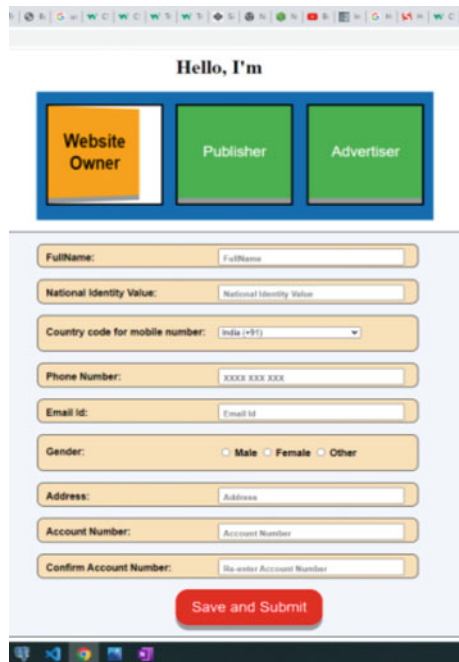 Hello, I'm
Website
Owner
Publisher
Advertiser
FullName:
FullName
National Identity Value:
National Identity Value
Country code for mobile number:
India (+91)
Phone Number:
XXXX XXX XXX
Email Id:
Email Id
Gender:
Male Female Other
Address:
Address
Account Number:
Account Number
Confirm Account Number:
Re-enter Account Number
Save and Submit